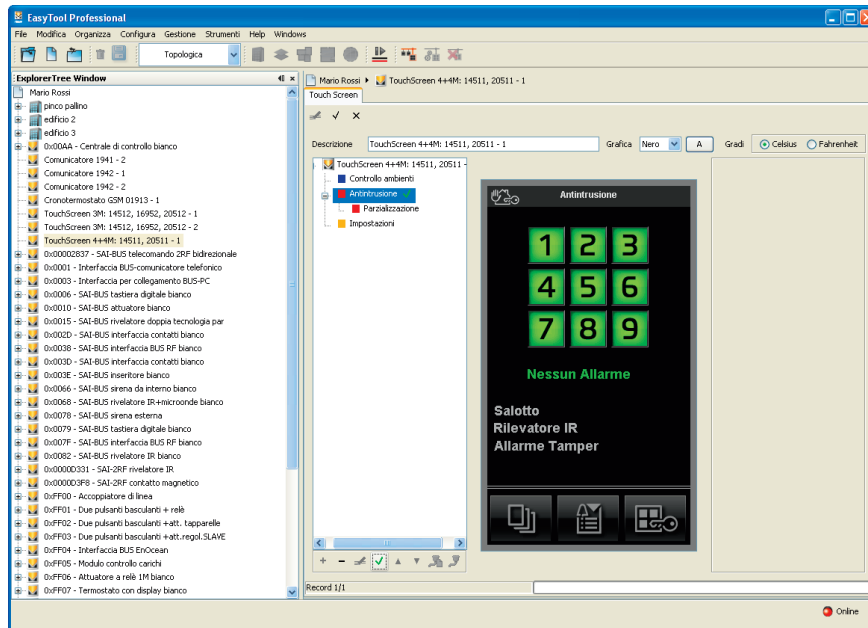 EasyTool Professional
File Modifica Organizza Configura Gestione Strumenti Help Windows
Topologica
ExplorerTree Window
Mario Rossi
pinco pallino
edificio 2
edificio 3
0x00AA - Centrale di controllo bianco
Comunicatore 1941 - 2
Comunicatore 1942 - 1
Comunicatore 1942 - 2
Cronotermostato GSM 01913 - 1
TouchScreen 3M: 14512, 16952, 20512 - 1
TouchScreen 3M: 14512, 16952, 20512 - 2
TouchScreen 4+4M: 14511, 20511 - 1
0x00002837 - SAI-BUS telecomando 2RF bidirezionale
0x0001 - Interfaccia BUS-comunicatore telefonico
0x0003 - Interfaccia per collegamento BUS-PC
0x0006 - SAI-BUS tastiera digitale bianco
0x0010 - SAI-BUS attuatore bianco
0x0015 - SAI-BUS rivelatore doppia tecnologia par
0x002D - SAI-BUS interfaccia contatti bianco
0x0038 - SAI-BUS interfaccia BUS RF bianco
0x003D - SAI-BUS interfaccia contatti bianco
0x003E - SAI-BUS inseritore bianco
0x0066 - SAI-BUS sirena da interno bianco
0x0068 - SAI-BUS rivelatore IR+microonde bianco
0x0078 - SAI-BUS sirena esterna
0x0079 - SAI-BUS tastiera digitale bianco
0x007F - SAI-BUS interfaccia BUS RF bianco
0x0082 - SAI-BUS rivelatore IR bianco
0x0000D331 - SAI-2RF rivelatore IR
0x0000D3F8 - SAI-2RF contatto magnetico
0xFF00 - Accoppiatore di linea
0xFF01 - Due pulsanti basculanti + relè
0xFF02 - Due pulsanti basculanti +att. tapparelle
0xFF03 - Due pulsanti basculanti +att.regol.SLAVE
0xFF04 - Interfaccia BUS EnOcean
0xFF05 - Modulo controllo carichi
0xFF06 - Attuatore a relè 1M bianco
0xFF07 - Termostato con display bianco
Mario Rossi TouchScreen 4+4M: 14511, 20511 - 1
Touch Screen
Descrizione TouchScreen 4+4M: 14511, 20511 - 1 Grafica Nero A Gradi Celsius Fahrenheit
TouchScreen 4+4M: 14511, 20511 -
Controllo ambienti
Antintrusione
Parzializzazione
Impostazioni
Antintrusione
1 2 3
4 5 6
7 8 9
Nessun Allarme
Salotto
Rilevatore IR
Allarme Tamper
Record 1/1
Online